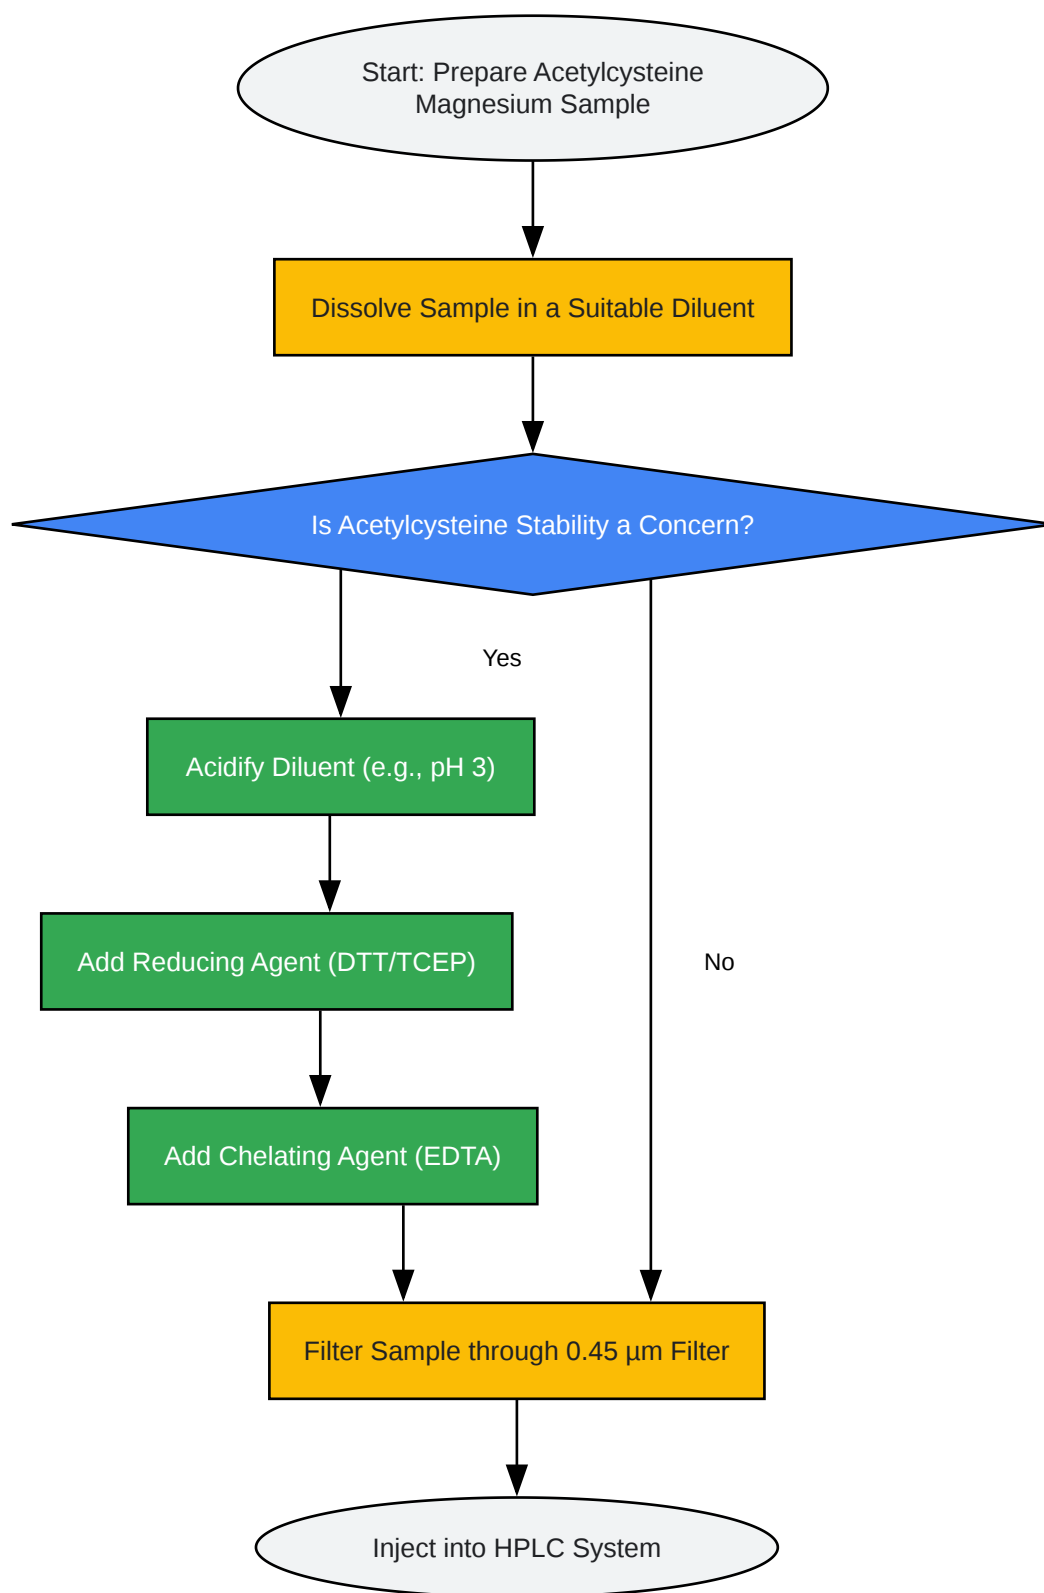 Start: Prepare Acetylcysteine
Magnesium Sample
Dissolve Sample in a Suitable Diluent
Is Acetylcysteine Stability a Concern?
Yes
Acidify Diluent (e.g., pH 3)
Add Reducing Agent (DTT/TCEP)
No
Add Chelating Agent (EDTA)
Filter Sample through 0.45 µm Filter
Inject into HPLC System